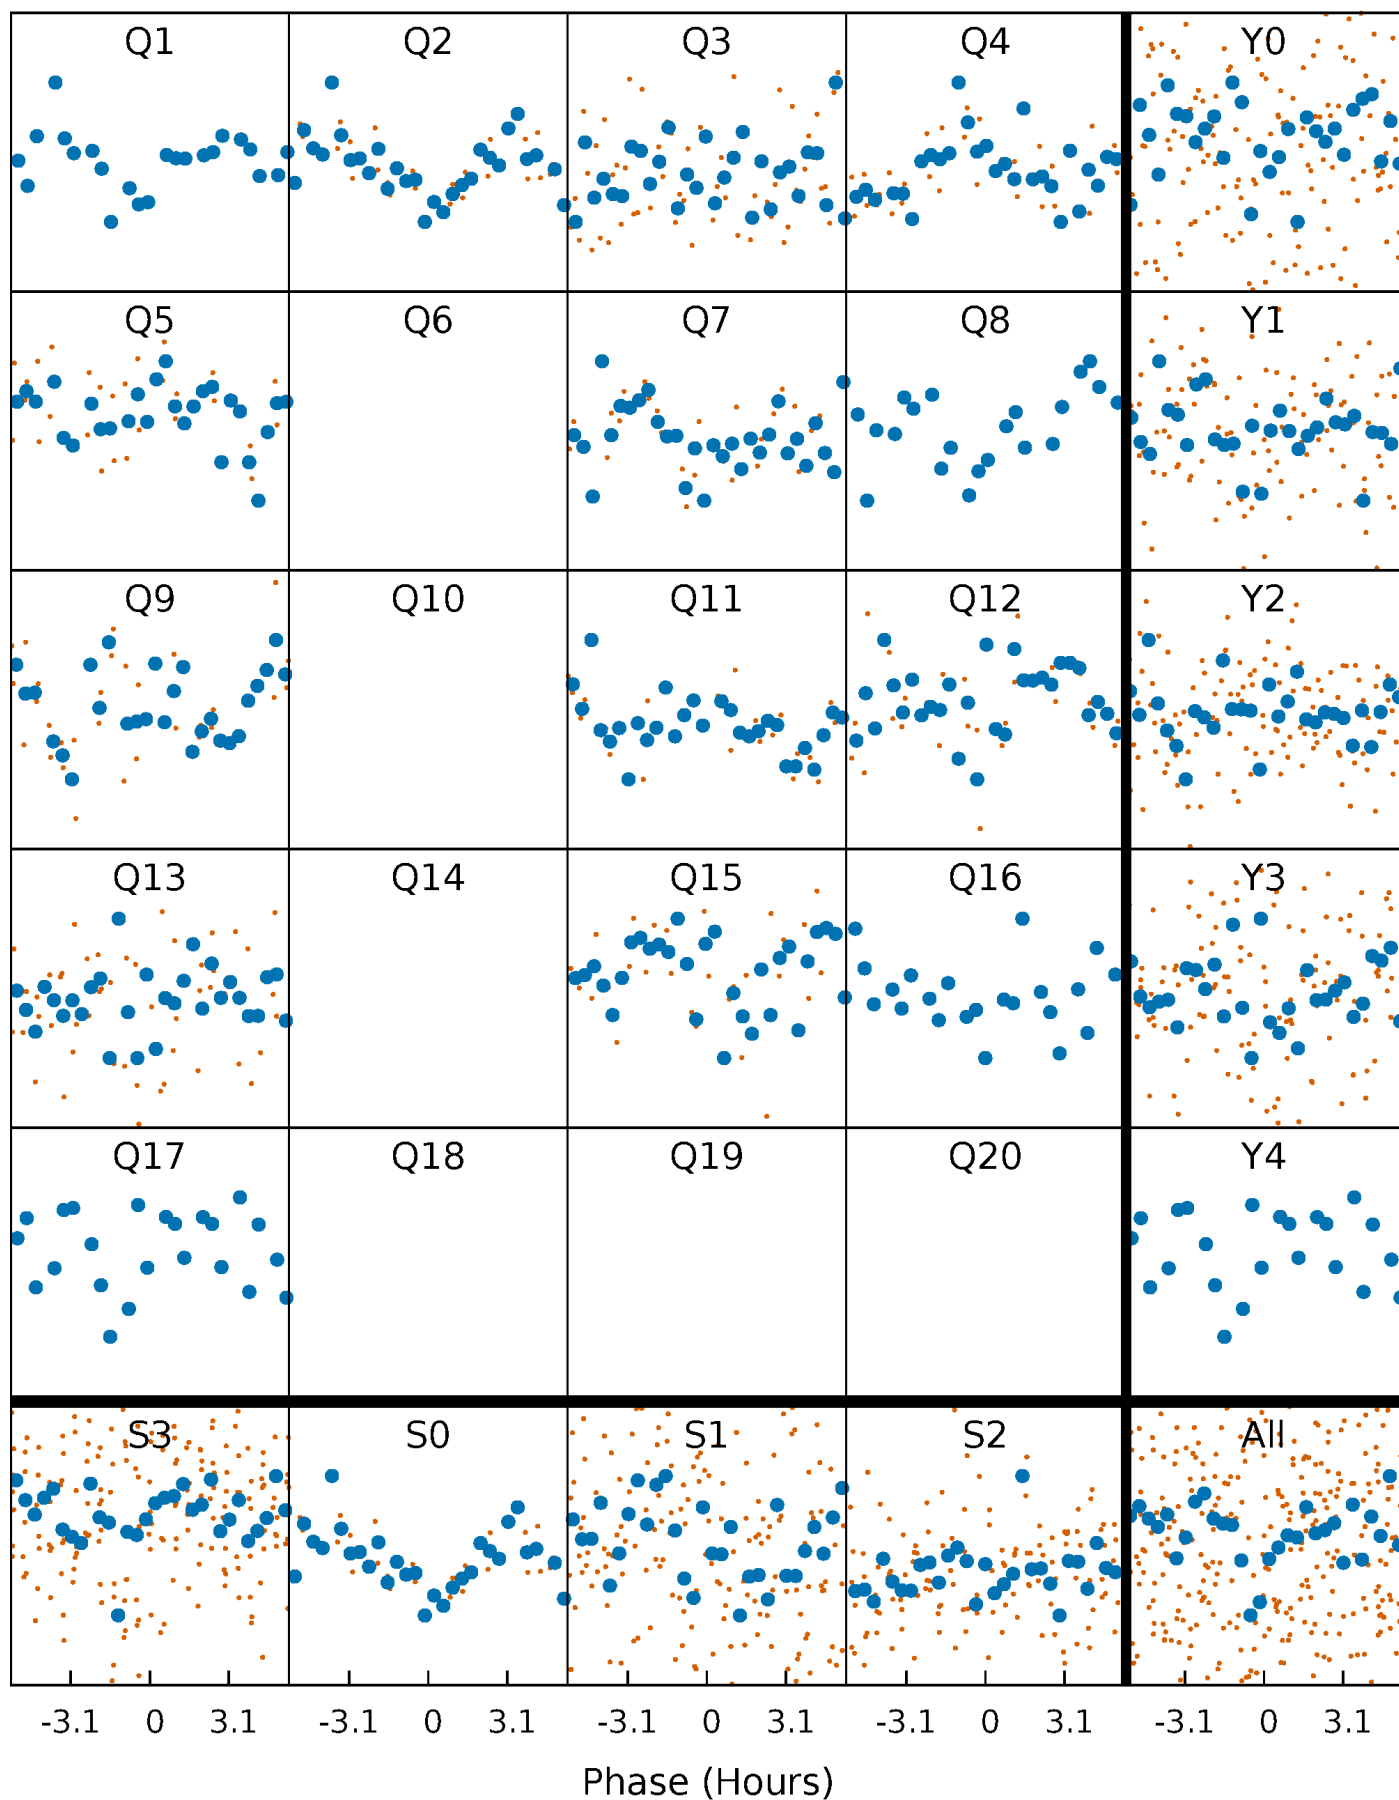 Q1 Q2 Q3 Q4 Y0
Q5 Q6 Q7 Q8 Y1
Q9 Q10 Q11 Q12 Y2
Q13 Q14 Q15 Q16 Y3
Q17 Q18 Q19 Q20 Y4
S3 S0 S1 S2 All
-3.1 0 3.1 -3.1 0 3.1 -3.1 0 3.1 -3.1 0 3.1 -3.1 0 3.1
Phase (Hours)